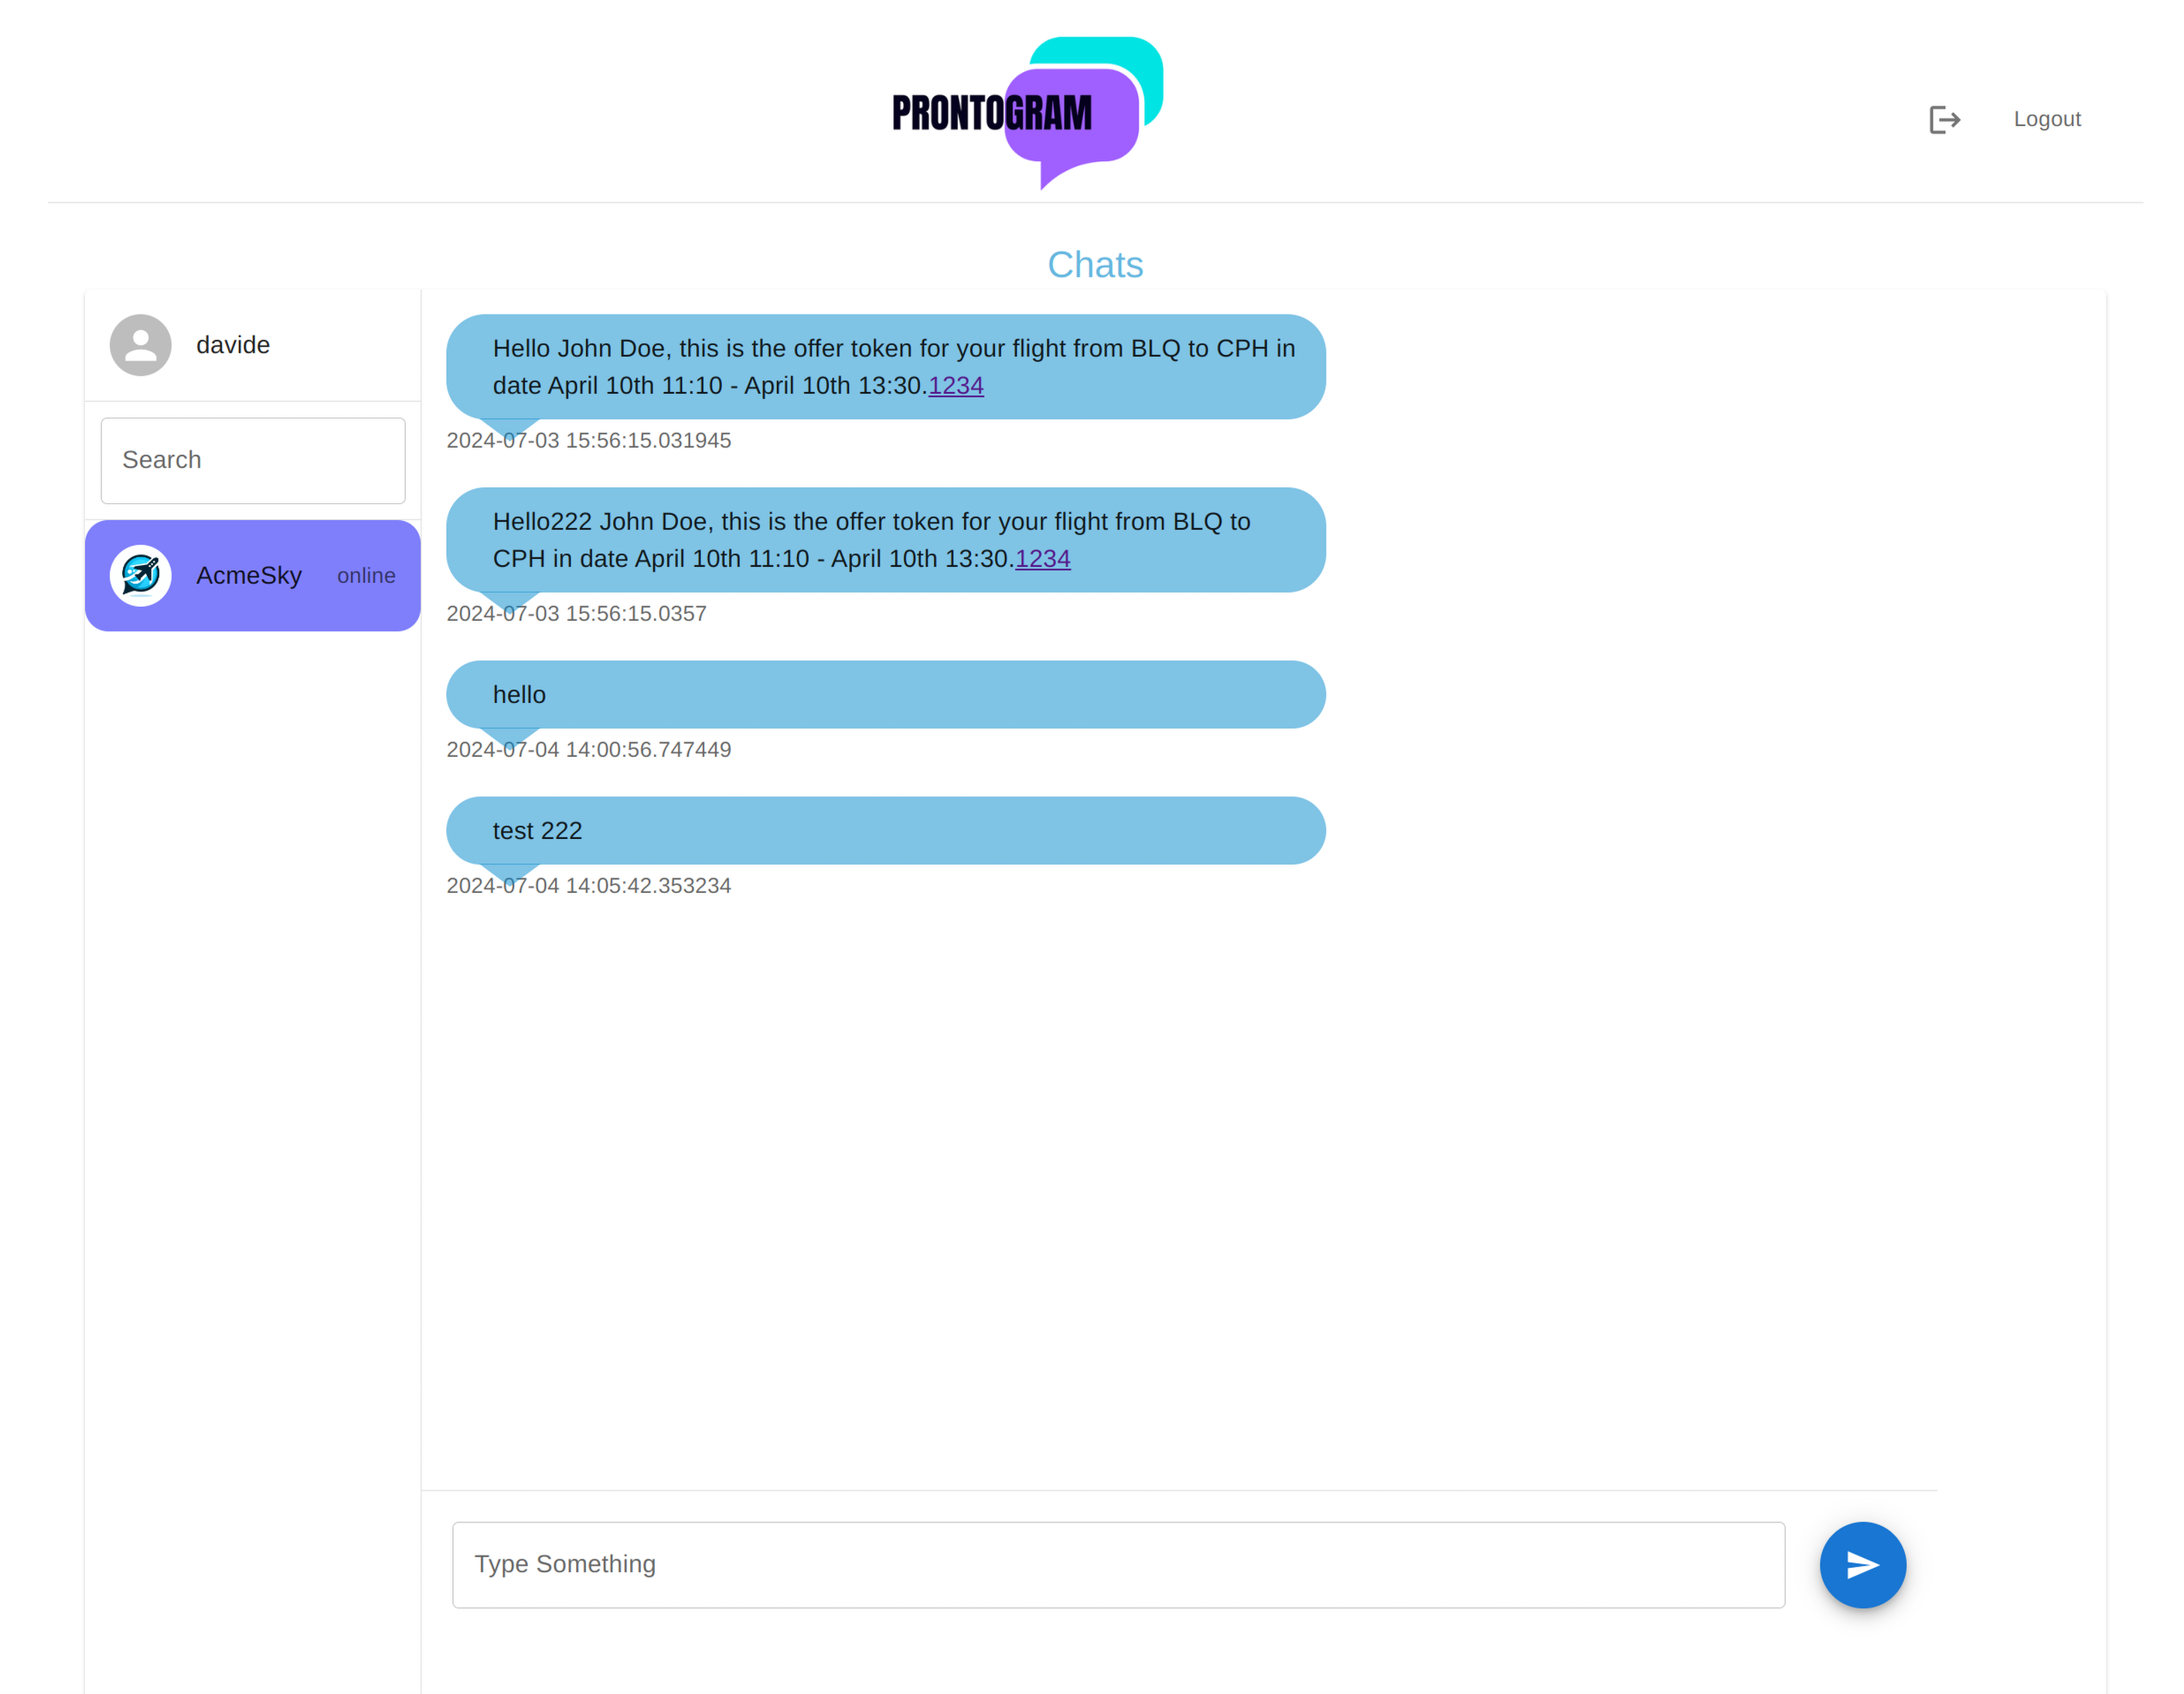 PRONTOGRAM
Logout
Chats
davide
Search
AcmeSky online
Hello John Doe, this is the offer token for your flight from BLQ to CPH in
date April 10th 11:10 - April 10th 13:30.1234
2024-07-03 15:56:15.031945
Hello222 John Doe, this is the offer token for your flight from BLQ to
CPH in date April 10th 11:10 - April 10th 13:30.1234
2024-07-03 15:56:15.0357
hello
2024-07-04 14:00:56.747449
test 222
2024-07-04 14:05:42.353234
Type Something